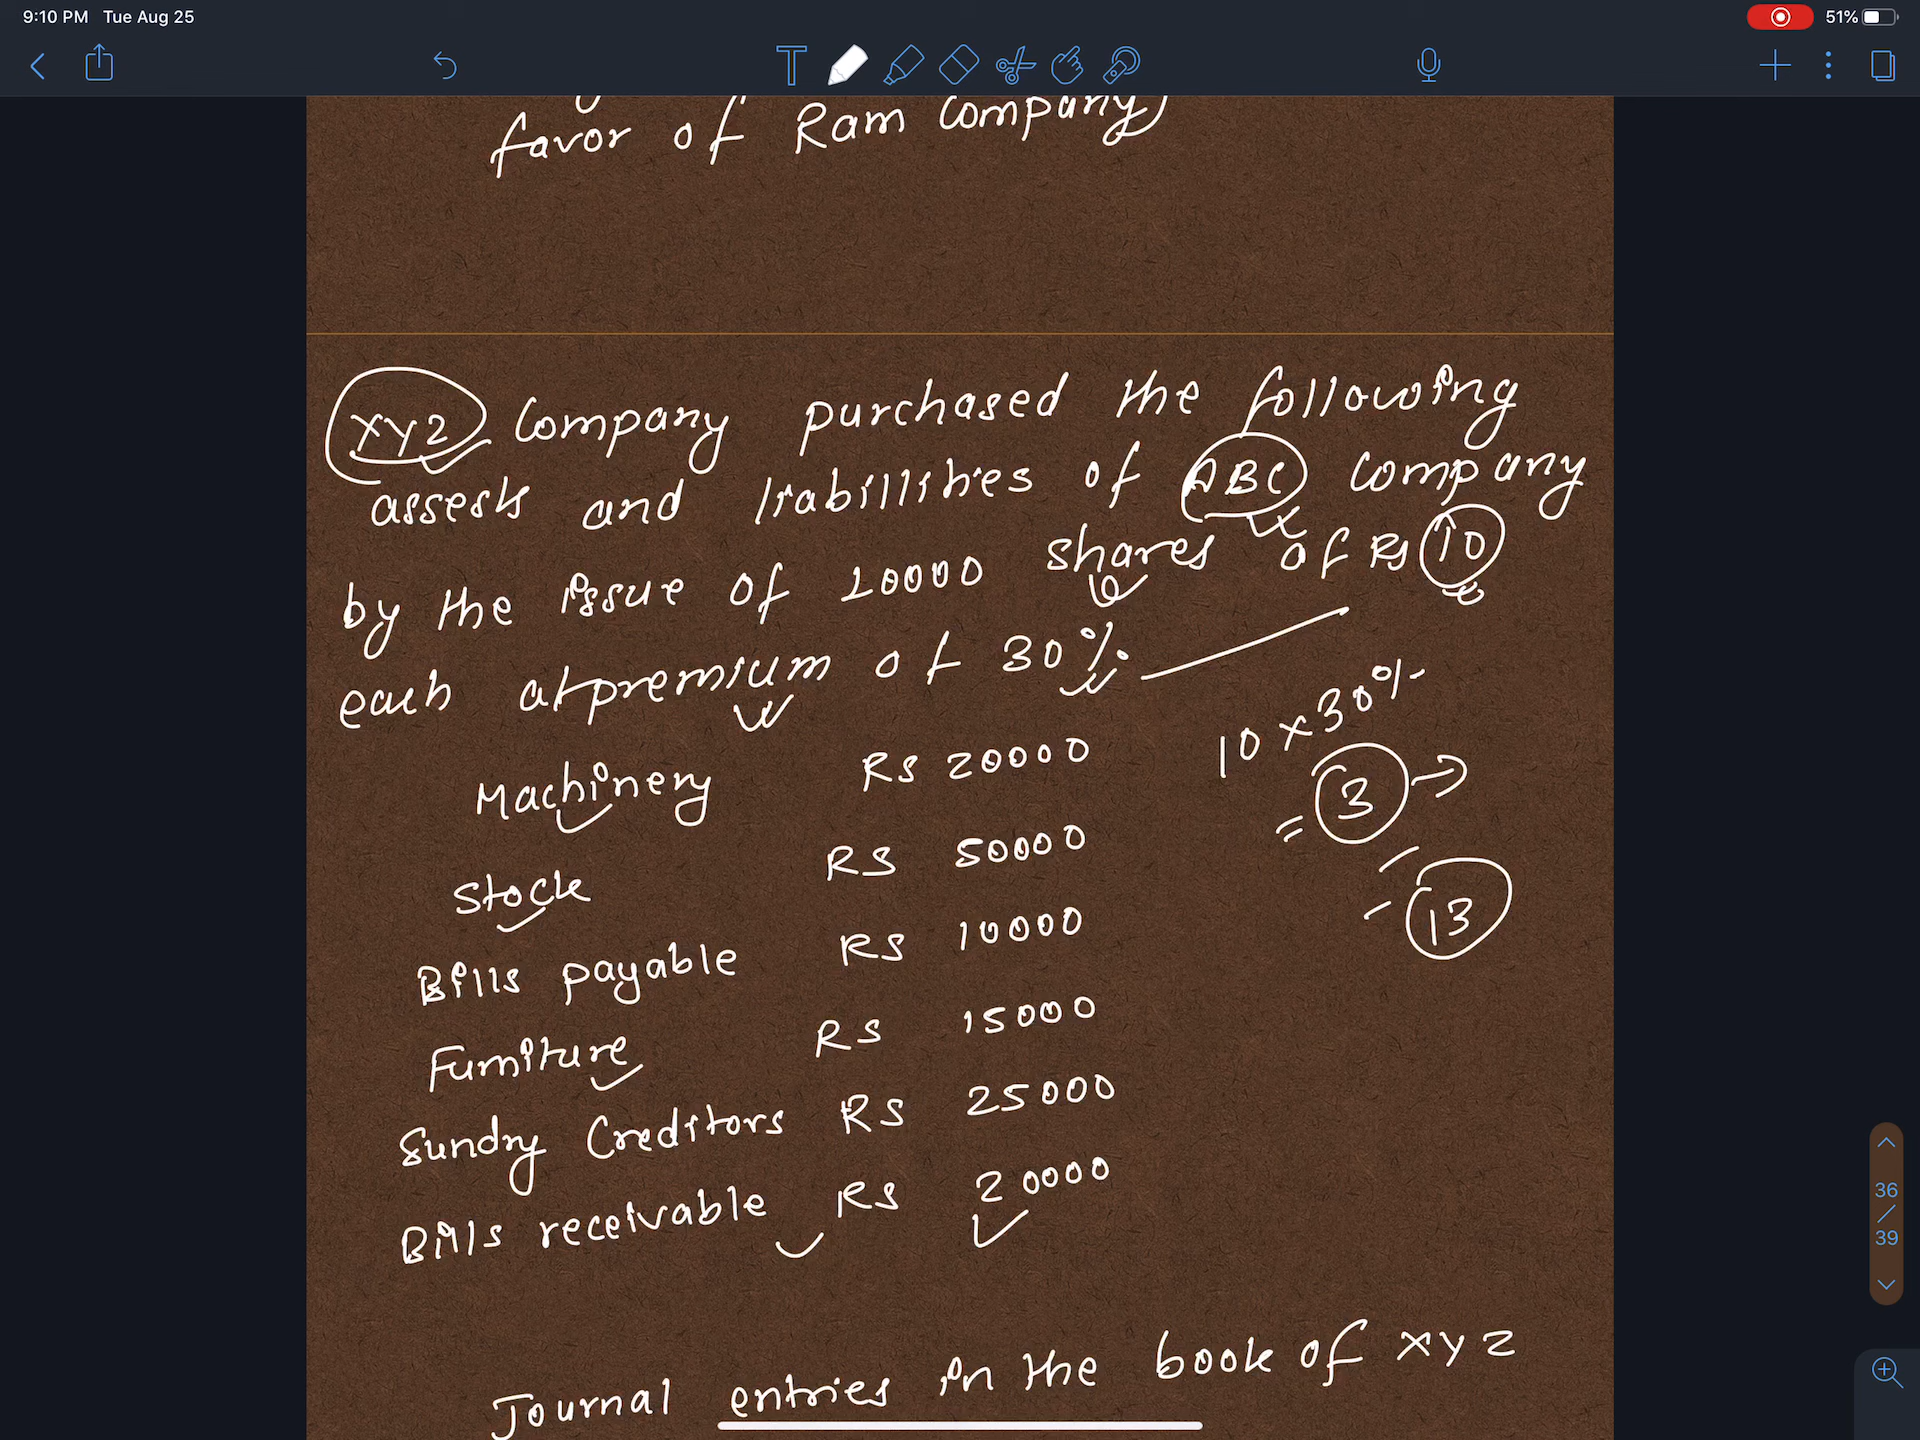 9:10 PM Tue Aug 25
51%
favor of Ram Company)
XYZ Company purchased the following
assests and liabillities of ABC Company
by the issue of 10000 shares of Rs 10
each at premium of 30%
10 x 30%
Machinery Rs 20000
= 3
Stock Rs 50000
= 13
Bills payable Rs 10000
Furniture Rs 15000
Sundry Creditors Rs 25000
Bills receivable Rs 20000
36
/
39
Journal entries in the book of XYZ